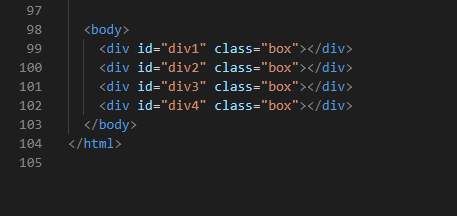 97
98 <body>
99 <div id="div1" class="box"></div>
100 <div id="div2" class="box"></div>
101 <div id="div3" class="box"></div>
102 <div id="div4" class="box"></div>
103 </body>
104 </html>
105